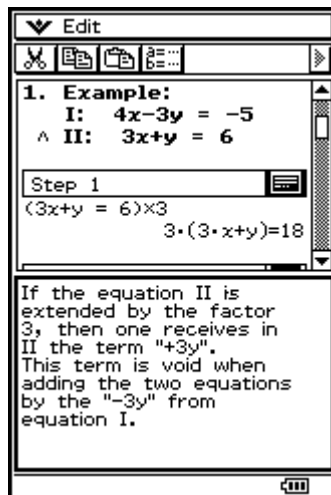 Edit
1. Example:
I: 4x-3y = -5
∧ II: 3x+y = 6
Step 1
(3x+y = 6)×3
3·(3·x+y)=18
If the equation II is
extended by the factor
3, then one receives in
II the term "+3y".
This term is void when
adding the two equations
by the "-3y" from
equation I.